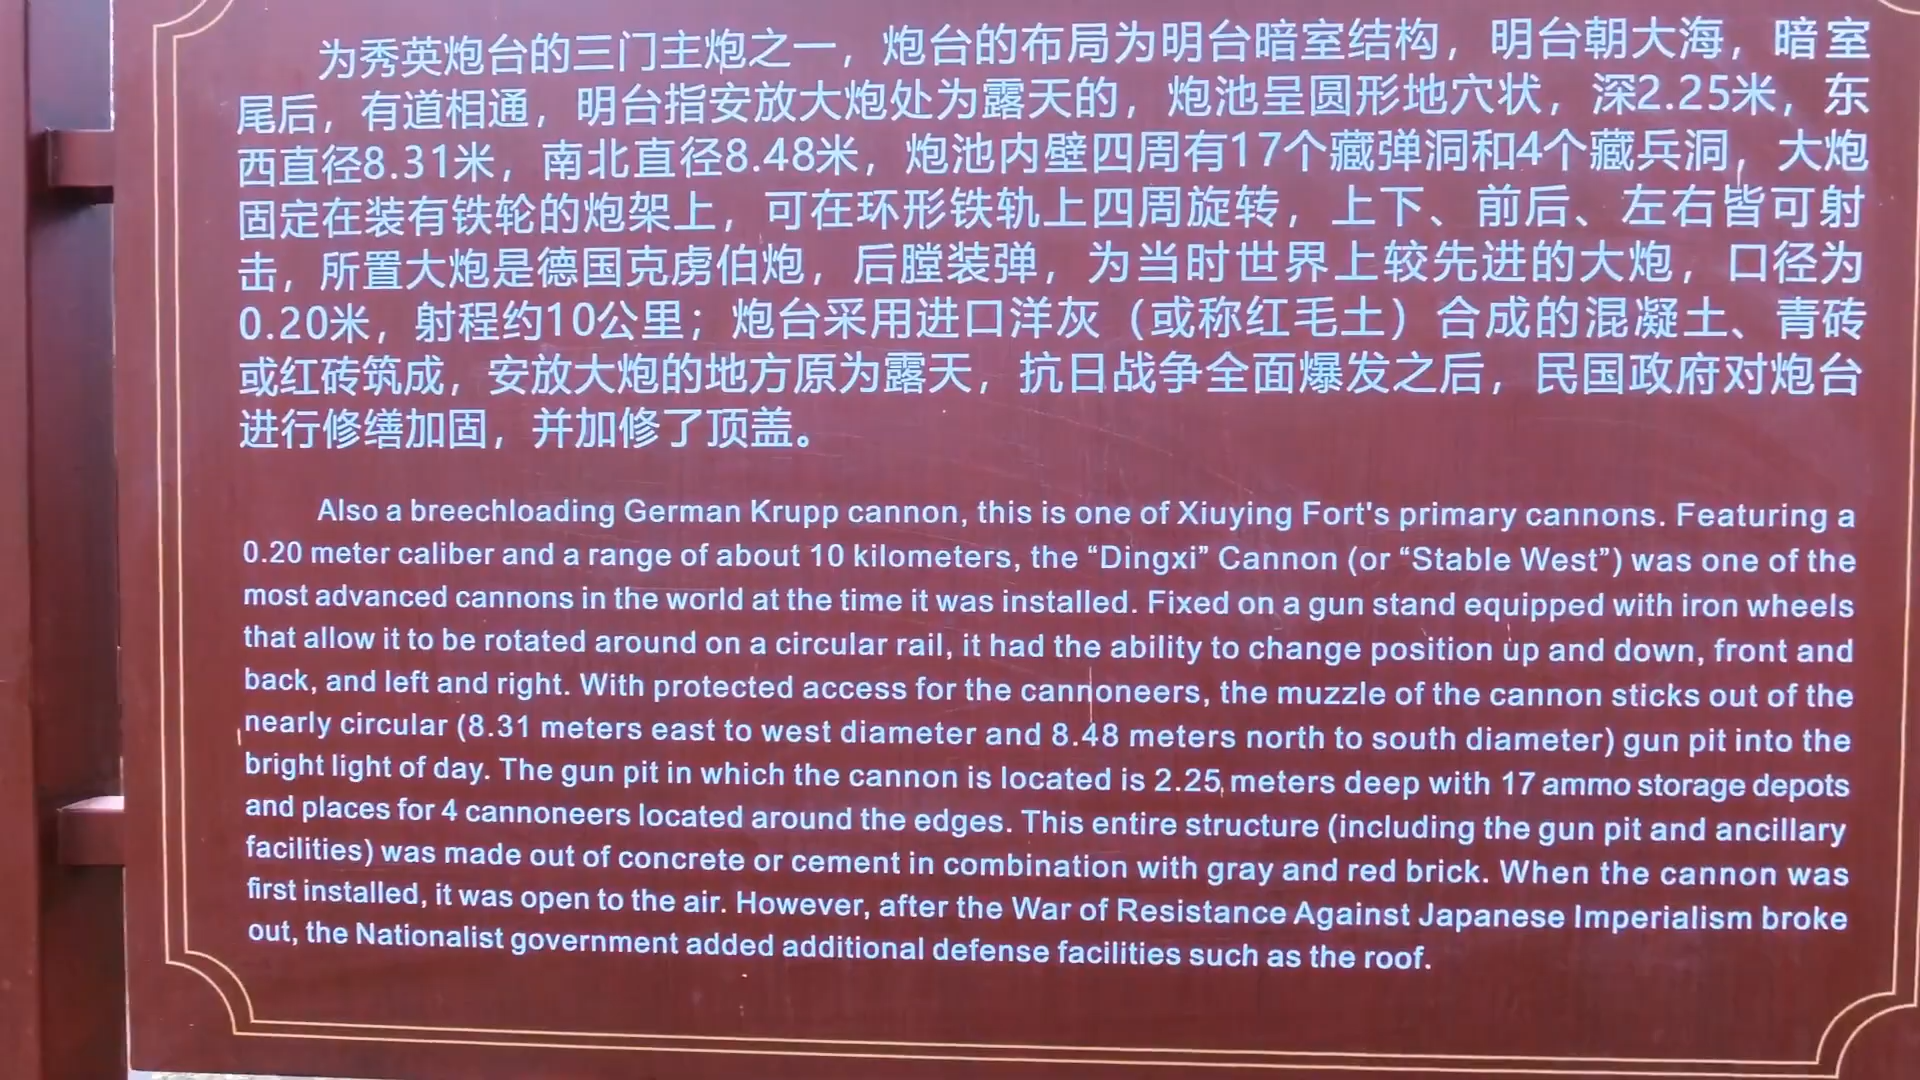 为秀英炮台的三门主炮之一，炮台的布局为明台暗室结构，明台朝大海，暗室
尾后，有道相通，明台指安放大炮处为露天的，炮池呈圆形地穴状，深2.25米，东
西直径8.31米，南北直径8.48米，炮池内壁四周有17个藏弹洞和4个藏兵洞，大炮
固定在装有铁轮的炮架上，可在环形铁轨上四周旋转，上下、前后、左右皆可射
击，所置大炮是德国克虏伯炮，后膛装弹，为当时世界上较先进的大炮，口径为
0.20米，射程约10公里；炮台采用进口洋灰（或称红毛土）合成的混凝土、青砖
或红砖筑成，安放大炮的地方原为露天，抗日战争全面爆发之后，民国政府对炮台
进行修缮加固，并加修了顶盖。
Also a breechloading German Krupp cannon, this is one of Xiuying Fort's primary cannons. Featuring a
0.20 meter caliber and a range of about 10 kilometers, the “Dingxi” Cannon (or “Stable West”) was one of the
most advanced cannons in the world at the time it was installed. Fixed on a gun stand equipped with iron wheels
that allow it to be rotated around on a circular rail, it had the ability to change position up and down, front and
back, and left and right. With protected access for the cannoneers, the muzzle of the cannon sticks out of the
nearly circular (8.31 meters east to west diameter and 8.48 meters north to south diameter) gun pit into the
bright light of day. The gun pit in which the cannon is located is 2.25 meters deep with 17 ammo storage depots
and places for 4 cannoneers located around the edges. This entire structure (including the gun pit and ancillary
facilities) was made out of concrete or cement in combination with gray and red brick. When the cannon was
first installed, it was open to the air. However, after the War of Resistance Against Japanese Imperialism broke
out, the Nationalist government added additional defense facilities such as the roof.